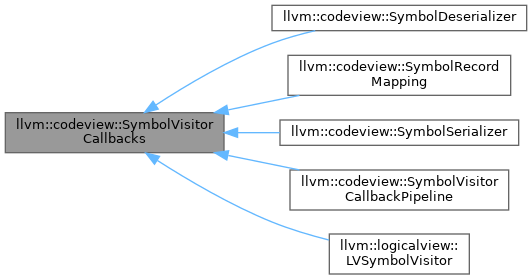 llvm::codeview::SymbolDeserializer
llvm::codeview::SymbolRecord
Mapping
llvm::codeview::SymbolVisitor
Callbacks
llvm::codeview::SymbolSerializer
llvm::codeview::SymbolVisitor
CallbackPipeline
llvm::logicalview::
LVSymbolVisitor